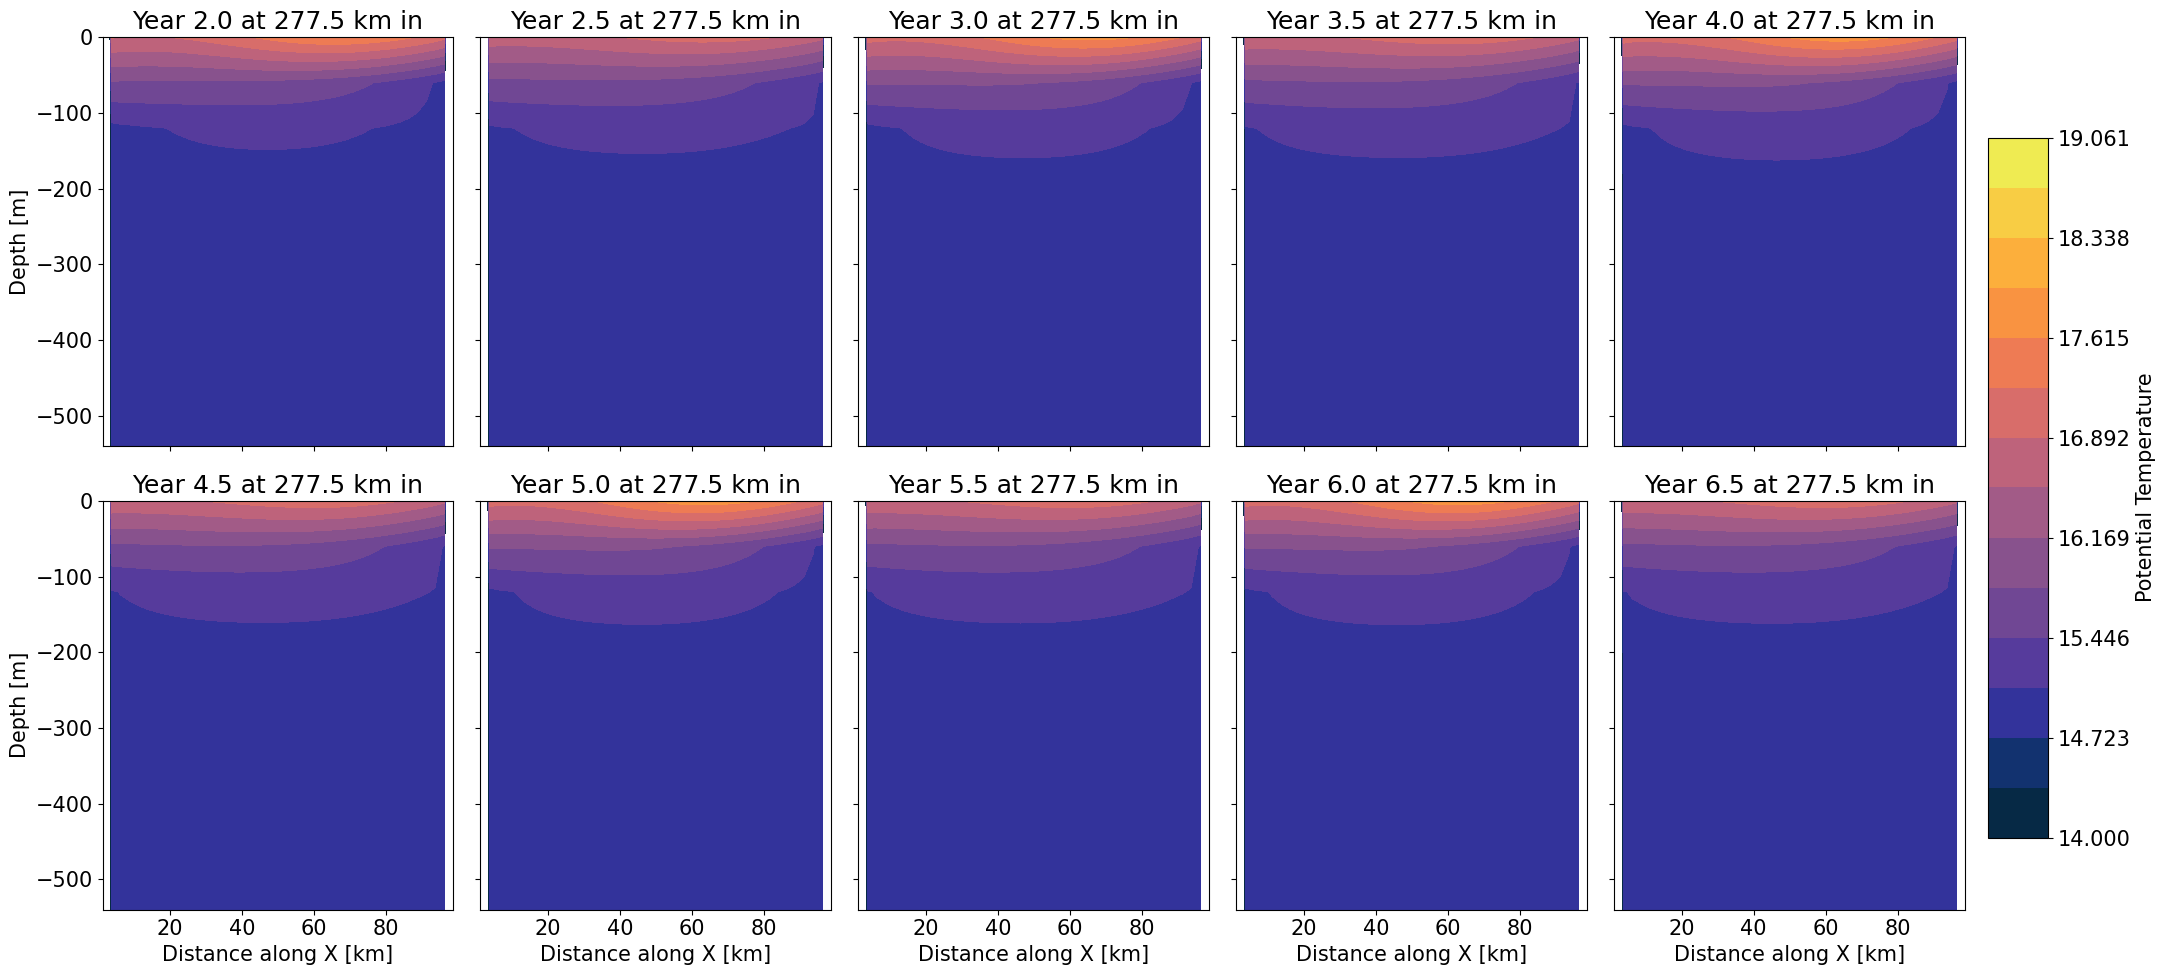 Year 2.0 at 277.5 km in
Year 2.5 at 277.5 km in
Year 3.0 at 277.5 km in
Year 3.5 at 277.5 km in
Year 4.0 at 277.5 km in
0
−100
−200
−300
−400
−500
Depth [m]
Year 4.5 at 277.5 km in
Year 5.0 at 277.5 km in
Year 5.5 at 277.5 km in
Year 6.0 at 277.5 km in
Year 6.5 at 277.5 km in
0
−100
−200
−300
−400
−500
Depth [m]
20 40 60 80
20 40 60 80
20 40 60 80
20 40 60 80
20 40 60 80
Distance along X [km]
Distance along X [km]
Distance along X [km]
Distance along X [km]
Distance along X [km]
19.061
18.338
17.615
16.892
16.169
15.446
14.723
14.000
Potential Temperature